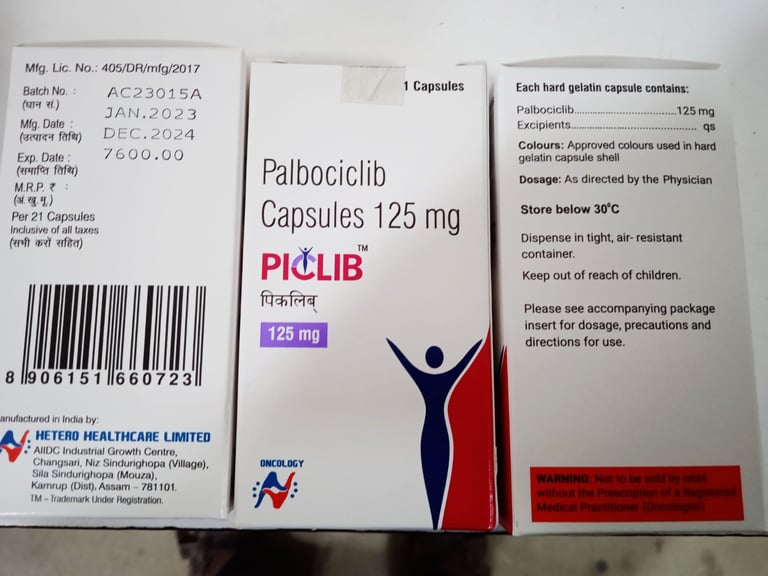 Mfg. Lic. No.: 405/DR/mfg/2017
Batch No. : AC23015A
(घान सं.)
JAN.2023
Mfg. Date :
(उत्पादन तिथि)
DEC.2024
Exp. Date : 7600.00
(समाप्ति तिथि)
M.R.P. ₹ :
(अं.खु.मू.)
Per 21 Capsules
Inclusive of all taxes
(सभी करों सहित)
8 906151 660723
anufactured in India by:
HETERO HEALTHCARE LIMITED
AIIDC Industrial Growth Centre,
Changsari, Niz Sindurighopa (Village),
Sila Sindurighopa (Mouza),
Kamrup (Dist), Assam – 781101.
TM – Trademark Under Registration.
1 Capsules
Palbociclib
Capsules 125 mg
PICLIB™
पिकलिब्
125 mg
ONCOLOGY
Each hard gelatin capsule contains:
Palbociclib................................125 mg
Excipients....................................... qs
Colours: Approved colours used in hard
gelatin capsule shell
Dosage: As directed by the Physician
Store below 30°C
Dispense in tight, air- resistant
container.
Keep out of reach of children.
Please see accompanying package
insert for dosage, precautions and
directions for use.
WARNING: Not to be sold by retail
without the Prescription of a Registered
Medical Practitioner (Oncologist)